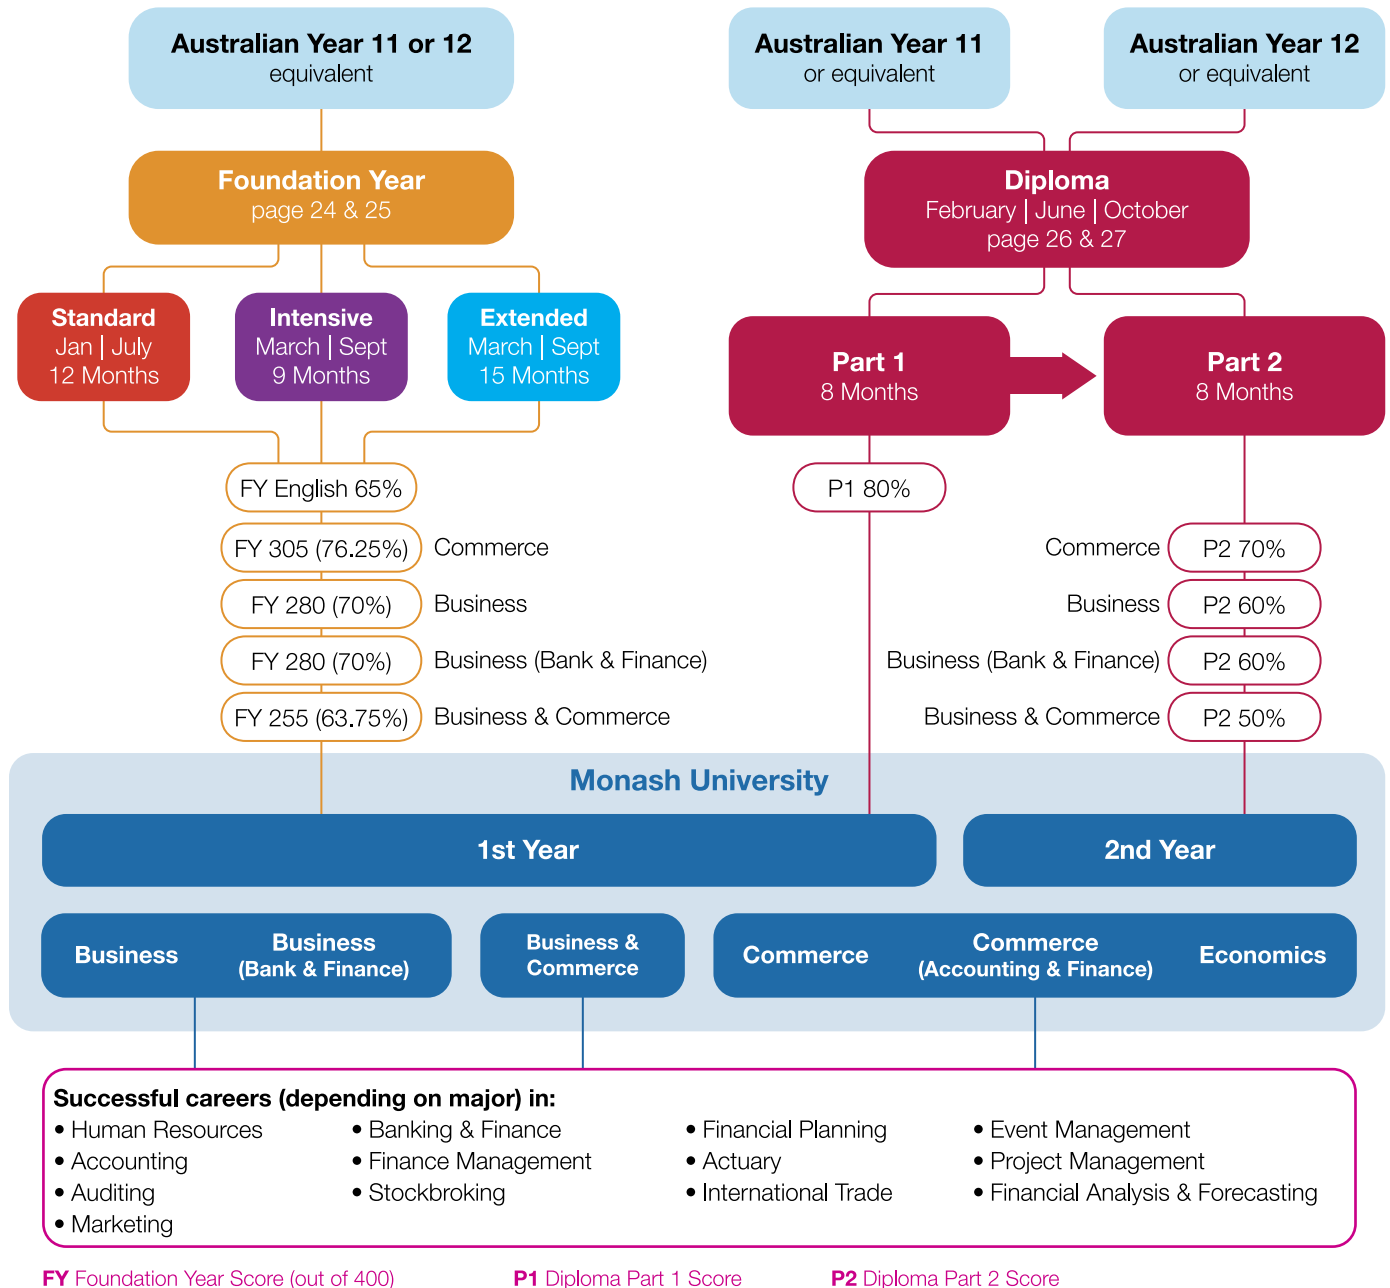 Australian Year 11 or 12
equivalent
Australian Year 11
or equivalent
Australian Year 12
or equivalent
Foundation Year
page 24 & 25
Diploma
February | June | October
page 26 & 27
Standard
Jan | July
12 Months
Intensive
March | Sept
9 Months
Extended
March | Sept
15 Months
Part 1
8 Months
Part 2
8 Months
FY English 65%
P1 80%
FY 305 (76.25%) Commerce
Commerce P2 70%
FY 280 (70%) Business
Business P2 60%
FY 280 (70%) Business (Bank & Finance)
Business (Bank & Finance) P2 60%
FY 255 (63.75%) Business & Commerce
Business & Commerce P2 50%
Monash University
1st Year
2nd Year
Business
Business
(Bank & Finance)
Business &
Commerce
Commerce
Commerce
(Accounting & Finance)
Economics
Successful careers (depending on major) in:
• Human Resources
• Accounting
• Auditing
• Marketing
• Banking & Finance
• Finance Management
• Stockbroking
• Financial Planning
• Actuary
• International Trade
• Event Management
• Project Management
• Financial Analysis & Forecasting
FY Foundation Year Score (out of 400)
P1 Diploma Part 1 Score
P2 Diploma Part 2 Score